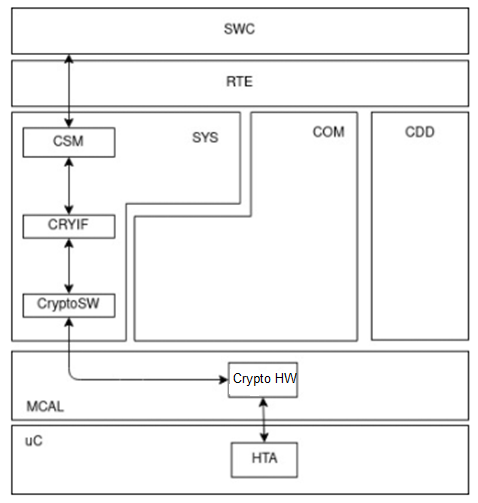 SWC
RTE
CSM
SYS
COM
CDD
CRYIF
CryptoSW
Crypto HW
MCAL
uC
HTA